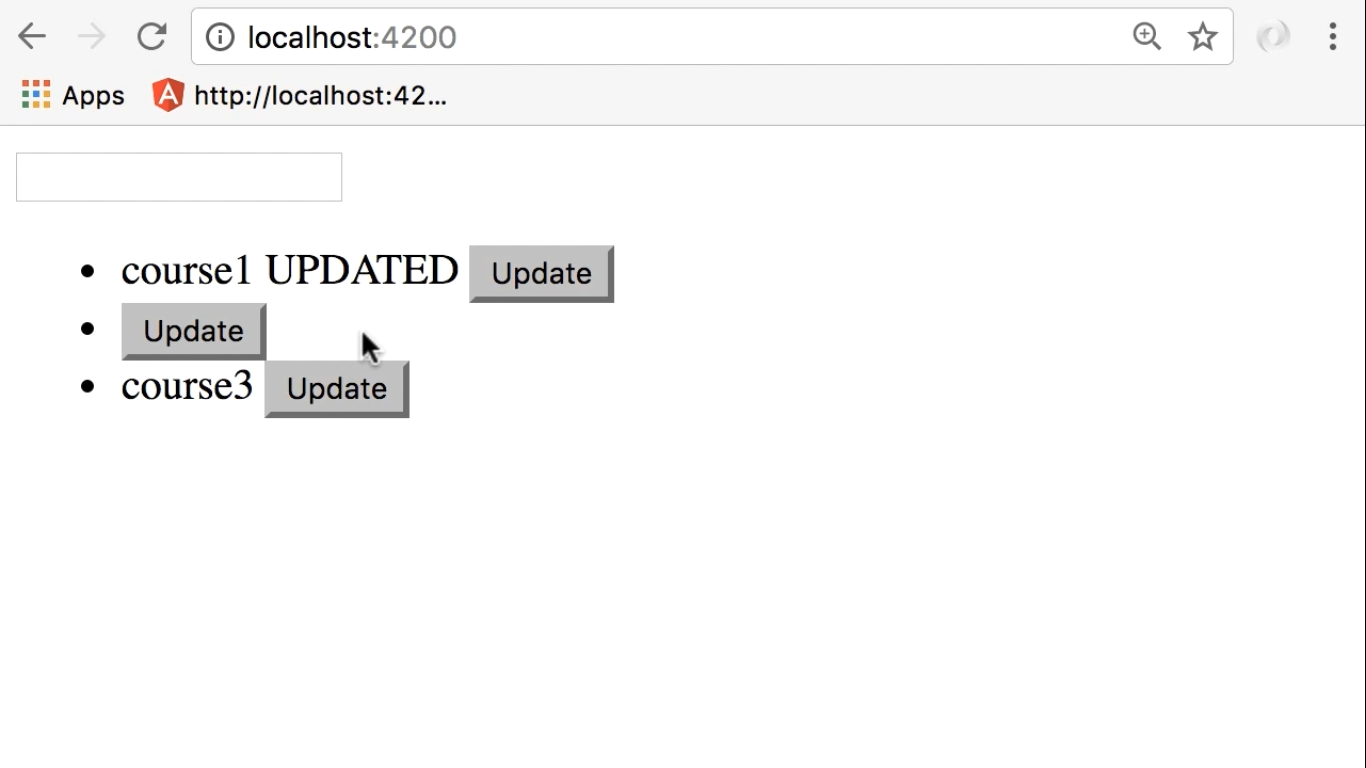 localhost:4200
Apps http://localhost:42...
course1 UPDATED Update
Update
course3 Update